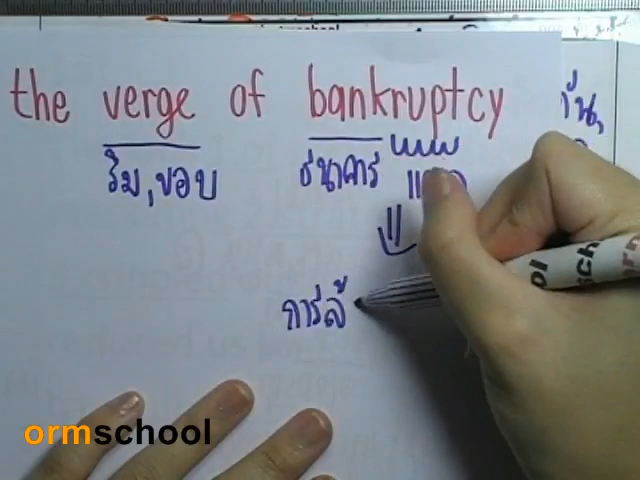 the verge of bankruptcy
ริม, ขอบ ธนาคาร
การล้
ormschool